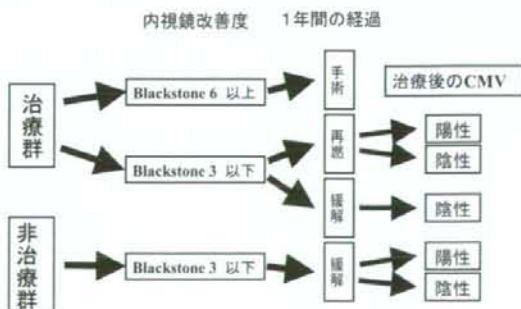 内視鏡改善度 1年間の経過
治療後のCMV
治療群
Blackstone 6 以上
手術
Blackstone 3 以下
再燃
陽性
陰性
緩解
陰性
非治療群
Blackstone 3 以下
緩解
陽性
陰性